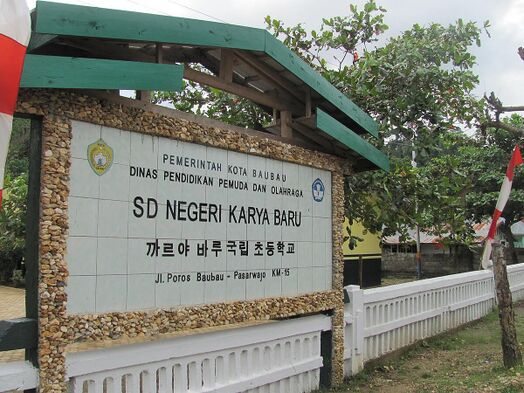 PEMERINTAH KOTA BAUBAU
DINAS PENDIDIKAN PEMUDA DAN OLAHRAGA
SD NEGERI KARYA BARU
까르야 바루 국립 초등학교
Jl. Poros Baubau - Pasarwajo KM-15